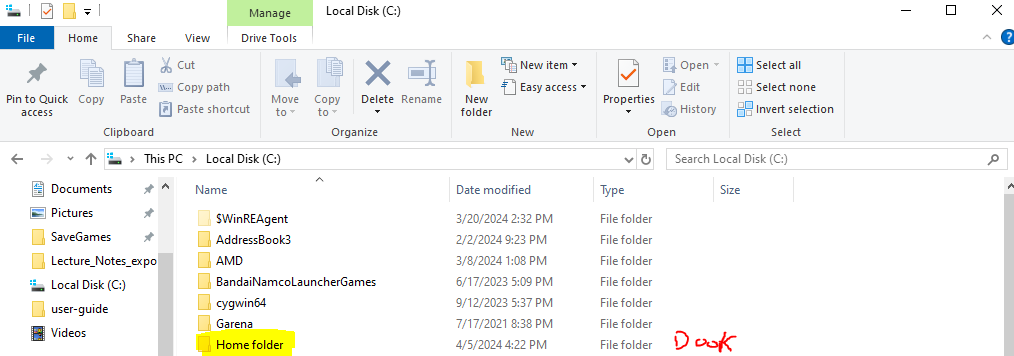 Manage
Local Disk (C:)
File
Home
Share
View
Drive Tools
Pin to Quick
access
Copy
Paste
Cut
Copy path
Paste shortcut
Clipboard
Move
to
Copy
to
Delete
Rename
Organize
New
folder
New item
Easy access
New
Properties
Open
Edit
History
Open
Select all
Select none
Invert selection
Select
This PC > Local Disk (C:)
Search Local Disk (C:)
Documents
Pictures
SaveGames
Lecture_Notes_expo
Local Disk (C:)
user-guide
Videos
Name Date modified Type Size
$WinREAgent 3/20/2024 2:32 PM File folder
AddressBook3 2/2/2024 9:23 PM File folder
AMD 3/8/2024 1:08 PM File folder
BandaiNamcoLauncherGames 6/17/2023 5:09 PM File folder
cygwin64 9/12/2023 5:37 PM File folder
Garena 7/17/2021 8:38 PM File folder
Home folder 4/5/2024 4:22 PM File folder